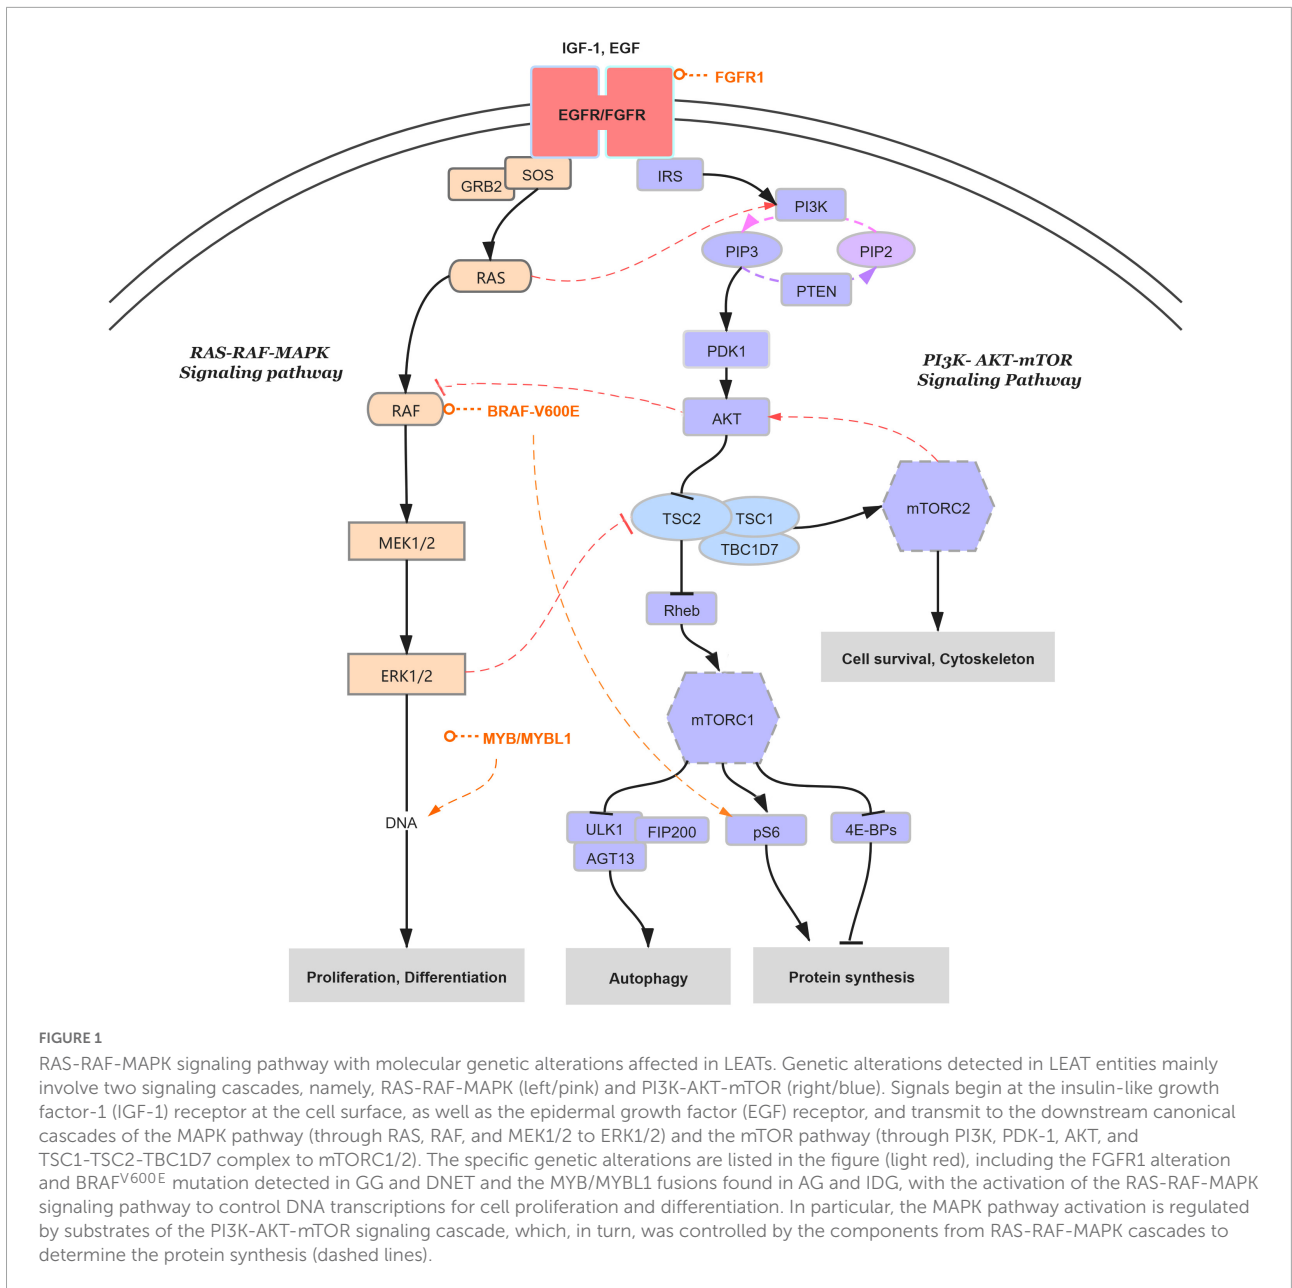 IGF-1, EGF
FGFR1
EGFR/FGFR
SOS
GRB2
IRS
PI3K
RAS
PIP3
PIP2
PTEN
RAS-RAF-MAPK
Signaling pathway
PDK1
PI3K- AKT-mTOR
Signaling Pathway
RAF
BRAF-V600E
AKT
TSC2
TSC1
TBC1D7
mTORC2
MEK1/2
Rheb
Cell survival, Cytoskeleton
ERK1/2
mTORC1
MYB/MYBL1
DNA
ULK1
FIP200
AGT13
pS6
4E-BPs
Proliferation, Differentiation
Autophagy
Protein synthesis
FIGURE 1
RAS-RAF-MAPK signaling pathway with molecular genetic alterations affected in LEATs. Genetic alterations detected in LEAT entities mainly
involve two signaling cascades, namely, RAS-RAF-MAPK (left/pink) and PI3K-AKT-mTOR (right/blue). Signals begin at the insulin-like growth
factor-1 (IGF-1) receptor at the cell surface, as well as the epidermal growth factor (EGF) receptor, and transmit to the downstream canonical
cascades of the MAPK pathway (through RAS, RAF, and MEK1/2 to ERK1/2) and the mTOR pathway (through PI3K, PDK-1, AKT, and
TSC1-TSC2-TBC1D7 complex to mTORC1/2). The specific genetic alterations are listed in the figure (light red), including the FGFR1 alteration
and BRAFV600E mutation detected in GG and DNET and the MYB/MYBL1 fusions found in AG and IDG, with the activation of the RAS-RAF-MAPK
signaling pathway to control DNA transcriptions for cell proliferation and differentiation. In particular, the MAPK pathway activation is regulated
by substrates of the PI3K-AKT-mTOR signaling cascade, which, in turn, was controlled by the components from RAS-RAF-MAPK cascades to
determine the protein synthesis (dashed lines).